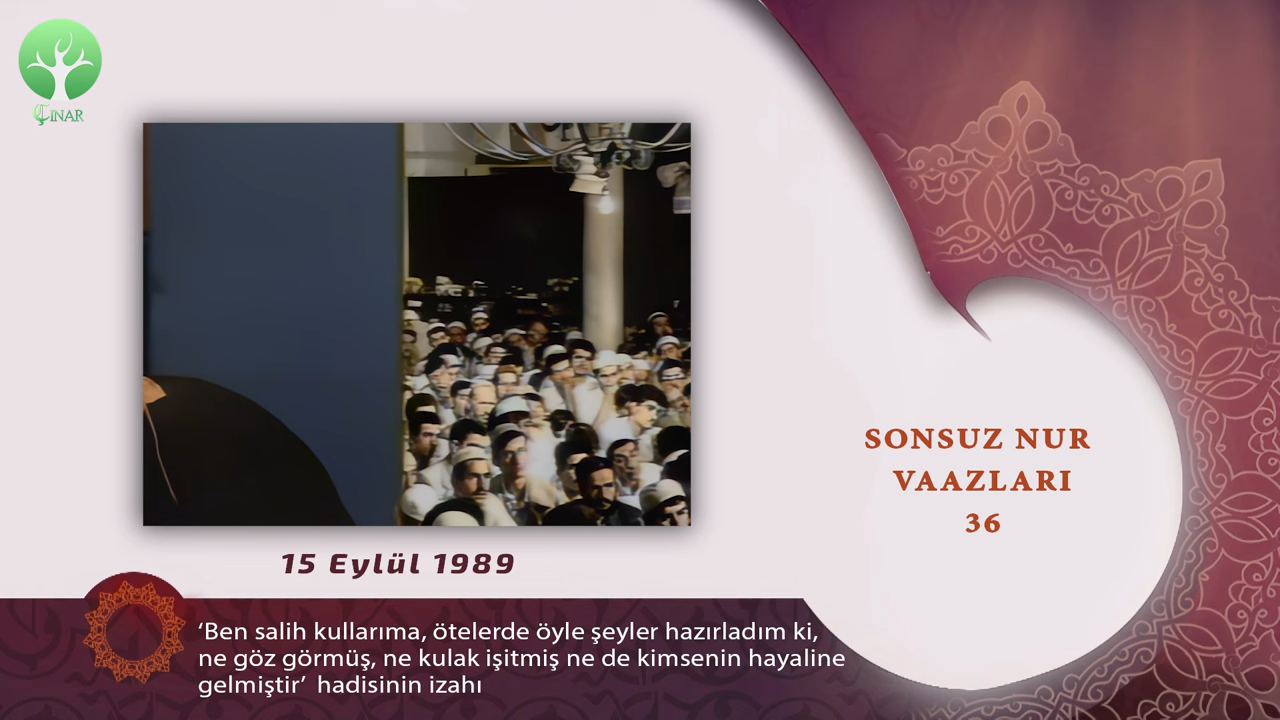 ÇINAR
SONSUZ NUR
VAAZLARI
36
15 Eylül 1989
‘Ben salih kullarıma, ötelerde öyle şeyler hazırladım ki,
ne göz görmüş, ne kulak işitmiş ne de kimsenin hayaline
gelmiştir’ hadisinin izahı